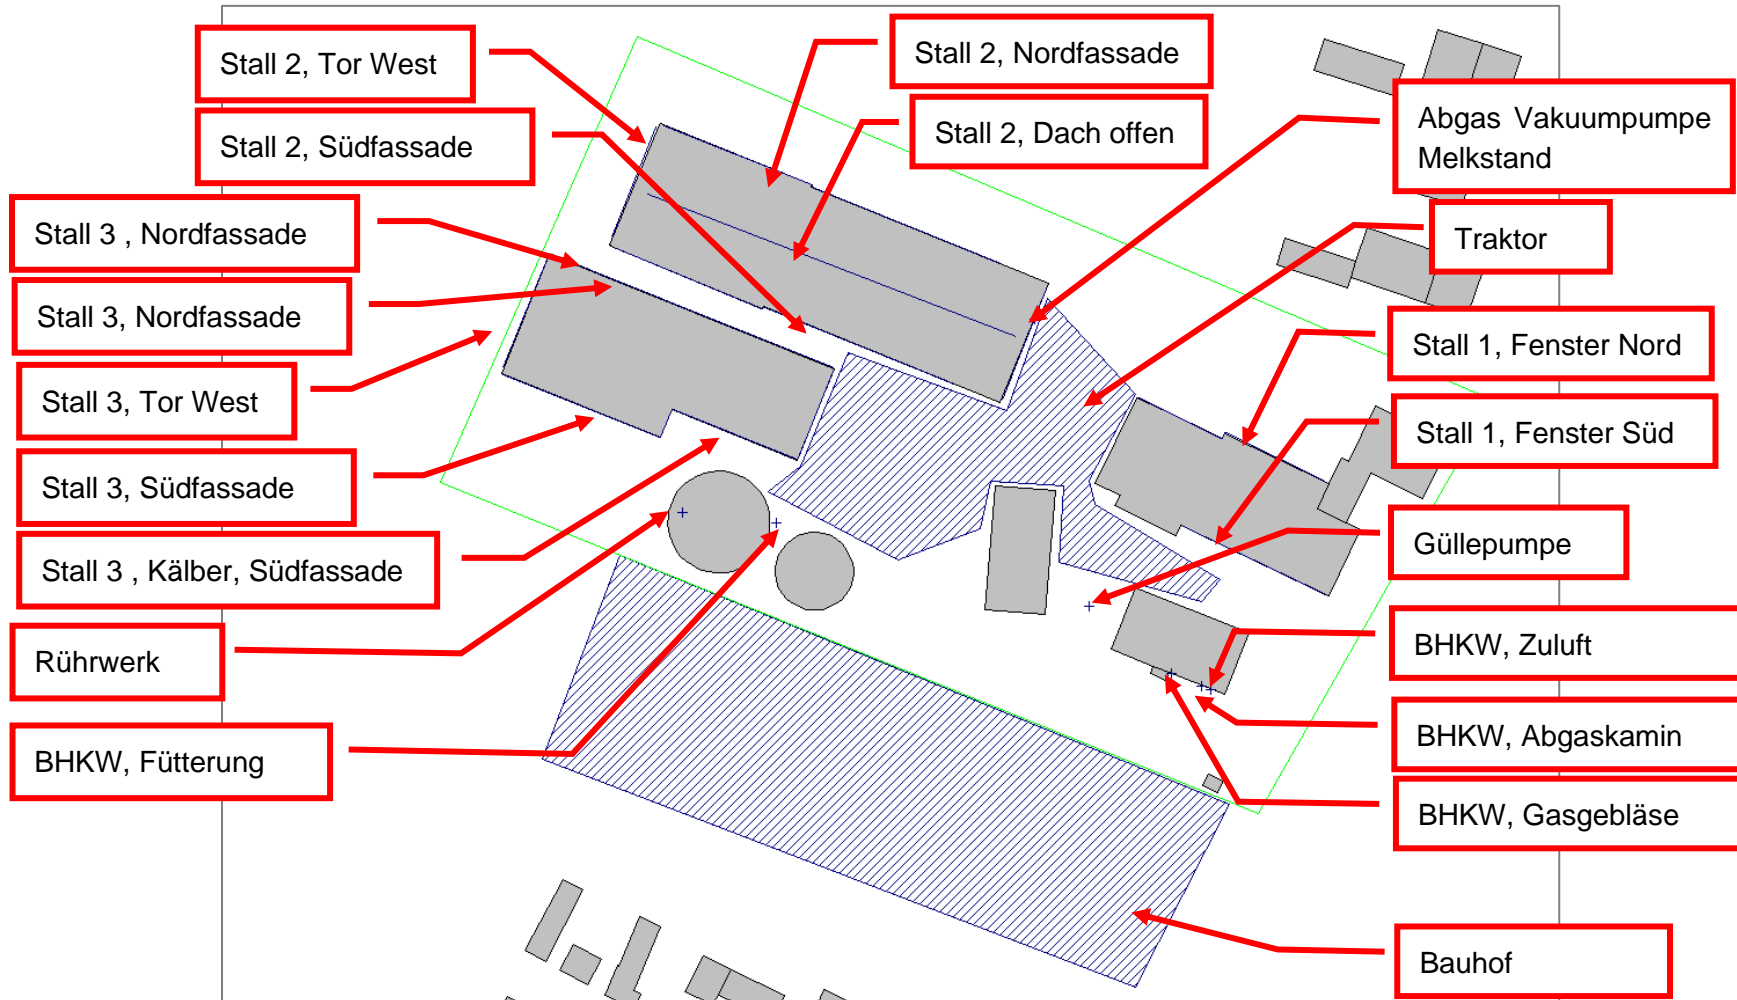 Stall 2, Tor West
Stall 2, Südfassade
Stall 3 , Nordfassade
Stall 3, Nordfassade
Stall 3, Tor West
Stall 3, Südfassade
Stall 3 , Kälber, Südfassade
Rührwerk
BHKW, Fütterung
Stall 2, Nordfassade
Stall 2, Dach offen
Abgas Vakuumpumpe
Melkstand
Traktor
Stall 1, Fenster Nord
Stall 1, Fenster Süd
Güllepumpe
BHKW, Zuluft
BHKW, Abgaskamin
BHKW, Gasgebläse
Bauhof